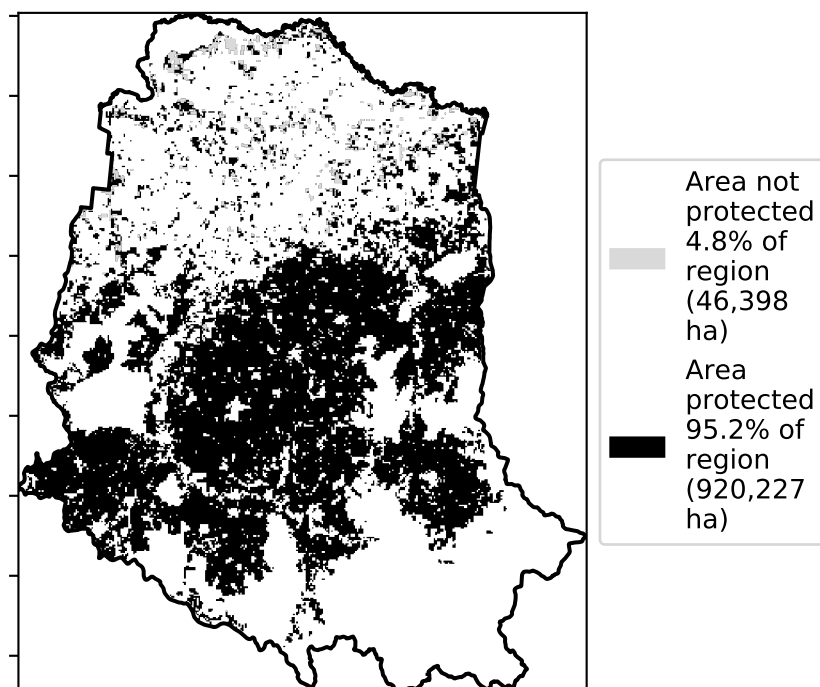 Area not
protected
4.8% of
region
(46,398
ha)
Area
protected
95.2% of
region
(920,227
ha)